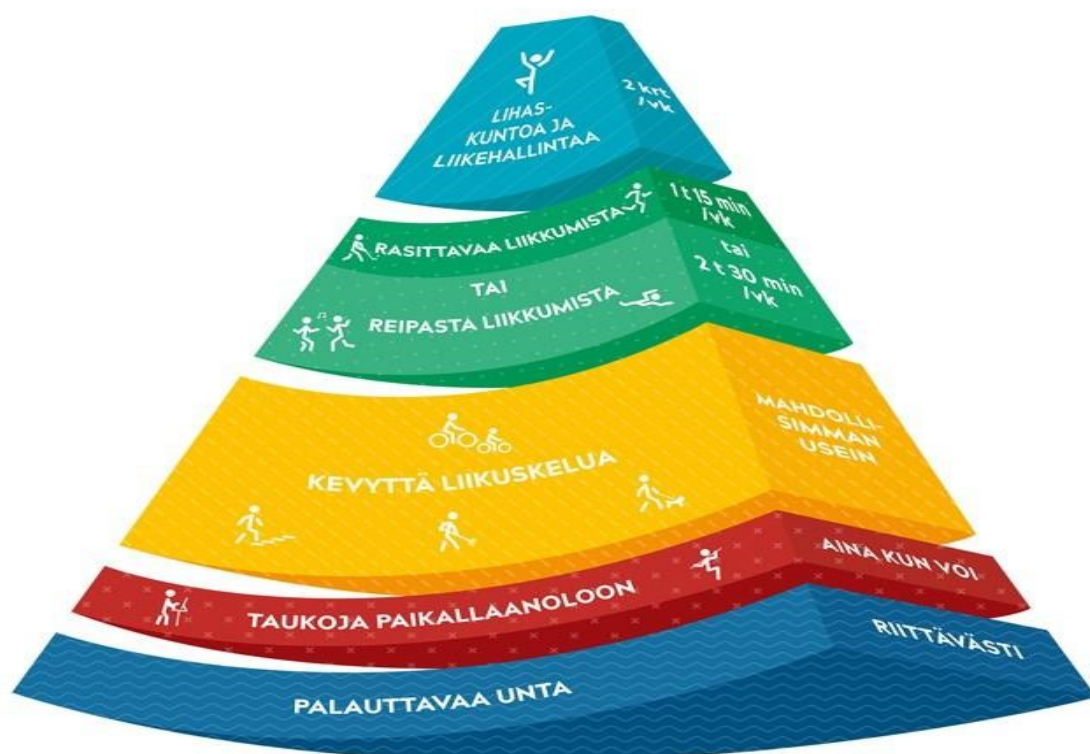 LIHAS-
KUNTOA JA
LIIKEHALLINTAA
2 krt
/vk
RASITTAVAA LIIKKUMISTA
1 t 15 min
/vk
TAI
tai
REIPASTA LIIKKUMISTA
2 t 30 min
/vk
KEVYTTÄ LIIKUSKELUA
MAHDOLLI-
SIMMAN
USEIN
TAUKOJA PAIKALLAANOLOON
AINA KUN VOI
PALAUTTAVAA UNTA
RIITTÄVÄSTI